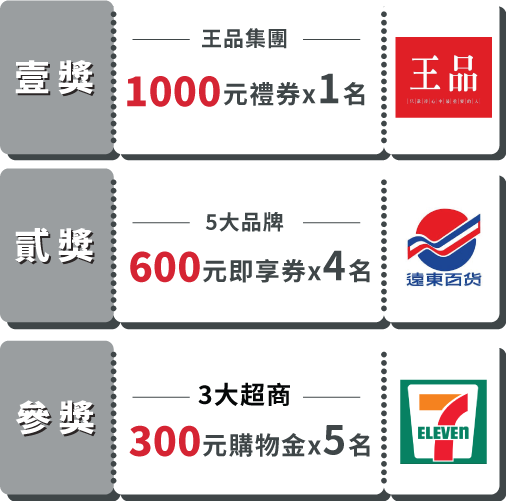 壹獎
王品集團
1000元禮券x1名
王品
貳獎
5大品牌
600元即享券x4名
遠東百货
參獎
3大超商
300元購物金x5名
7
ELEVEn